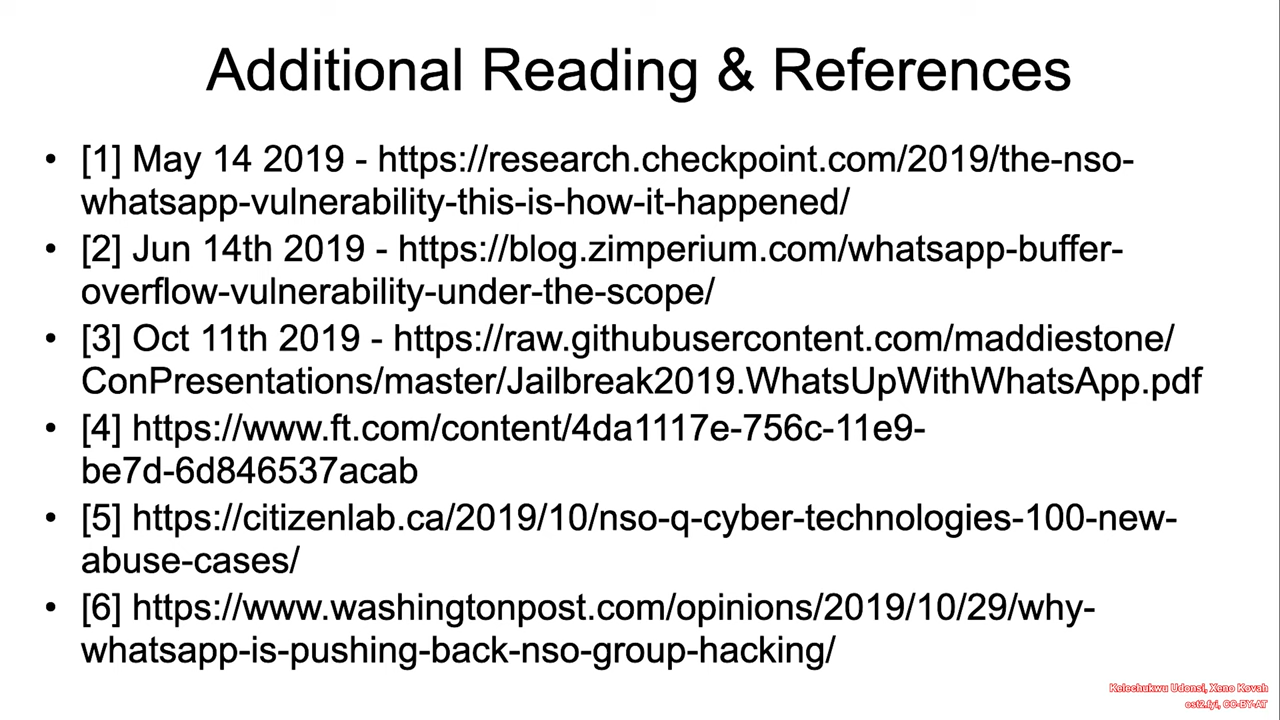 Additional Reading & References
• [1] May 14 2019 - https://research.checkpoint.com/2019/the-nso-
whatsapp-vulnerability-this-is-how-it-happened/
• [2] Jun 14th 2019 - https://blog.zimperium.com/whatsapp-buffer-
overflow-vulnerability-under-the-scope/
• [3] Oct 11th 2019 - https://raw.githubusercontent.com/maddiestone/
ConPresentations/master/Jailbreak2019.WhatsUpWithWhatsApp.pdf
• [4] https://www.ft.com/content/4da1117e-756c-11e9-
be7d-6d846537acab
• [5] https://citizenlab.ca/2019/10/nso-q-cyber-technologies-100-new-
abuse-cases/
• [6] https://www.washingtonpost.com/opinions/2019/10/29/why-
whatsapp-is-pushing-back-nso-group-hacking/
Kelechukwu Udonsi, Xeno Kovah
ost2.fyi, CC-BY-AT